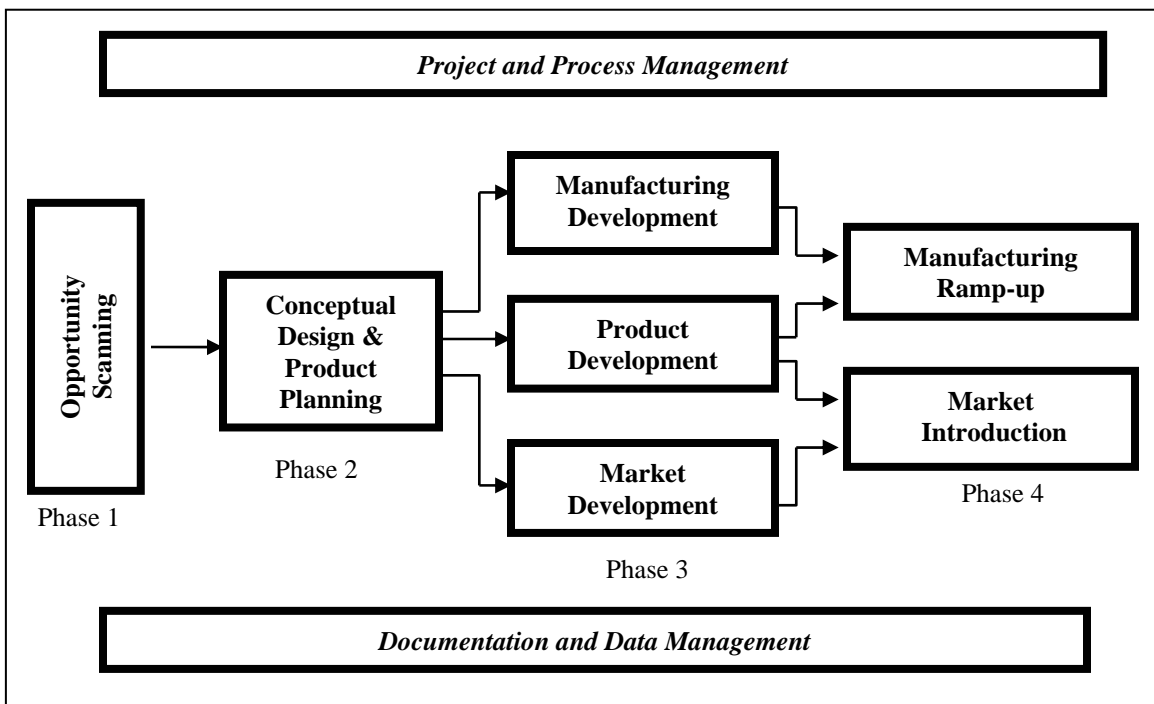 Project and Process Management
Opportunity
Scanning
Phase 1
Conceptual
Design &
Product
Planning
Phase 2
Manufacturing
Development
Product
Development
Market
Development
Phase 3
Manufacturing
Ramp-up
Market
Introduction
Phase 4
Documentation and Data Management